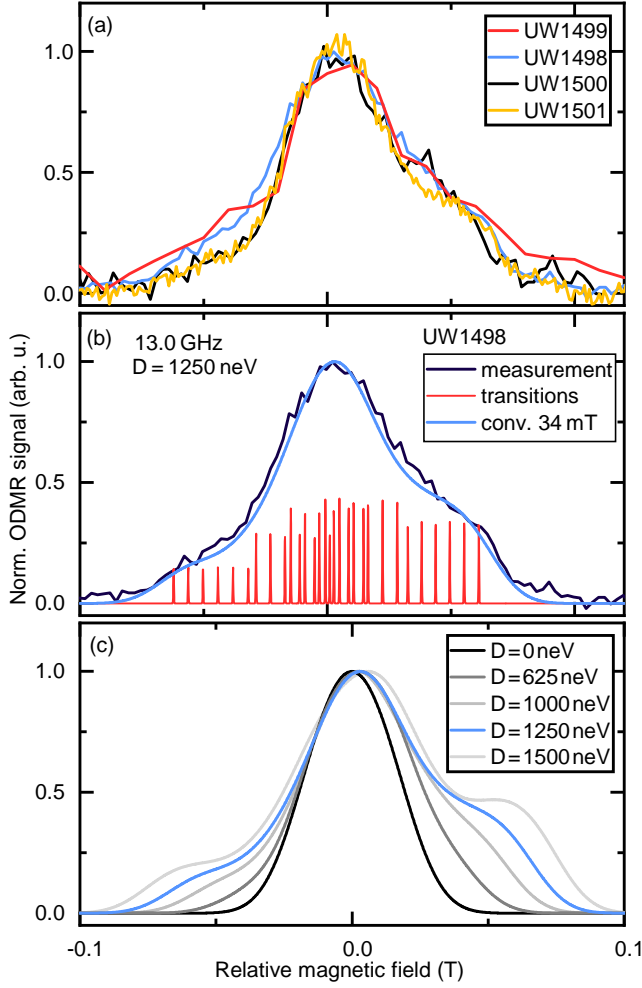 (a)
UW1499
UW1498
UW1500
UW1501
1.0
0.5
0.0
(b)
13.0 GHz
D = 1250 neV
UW1498
measurement
transitions
conv. 34 mT
1.0
0.5
0.0
Norm. ODMR signal (arb. u.)
(c)
D = 0 neV
D = 625 neV
D = 1000 neV
D = 1250 neV
D = 1500 neV
1.0
0.5
0.0
-0.1 0.0 0.1
Relative magnetic field (T)